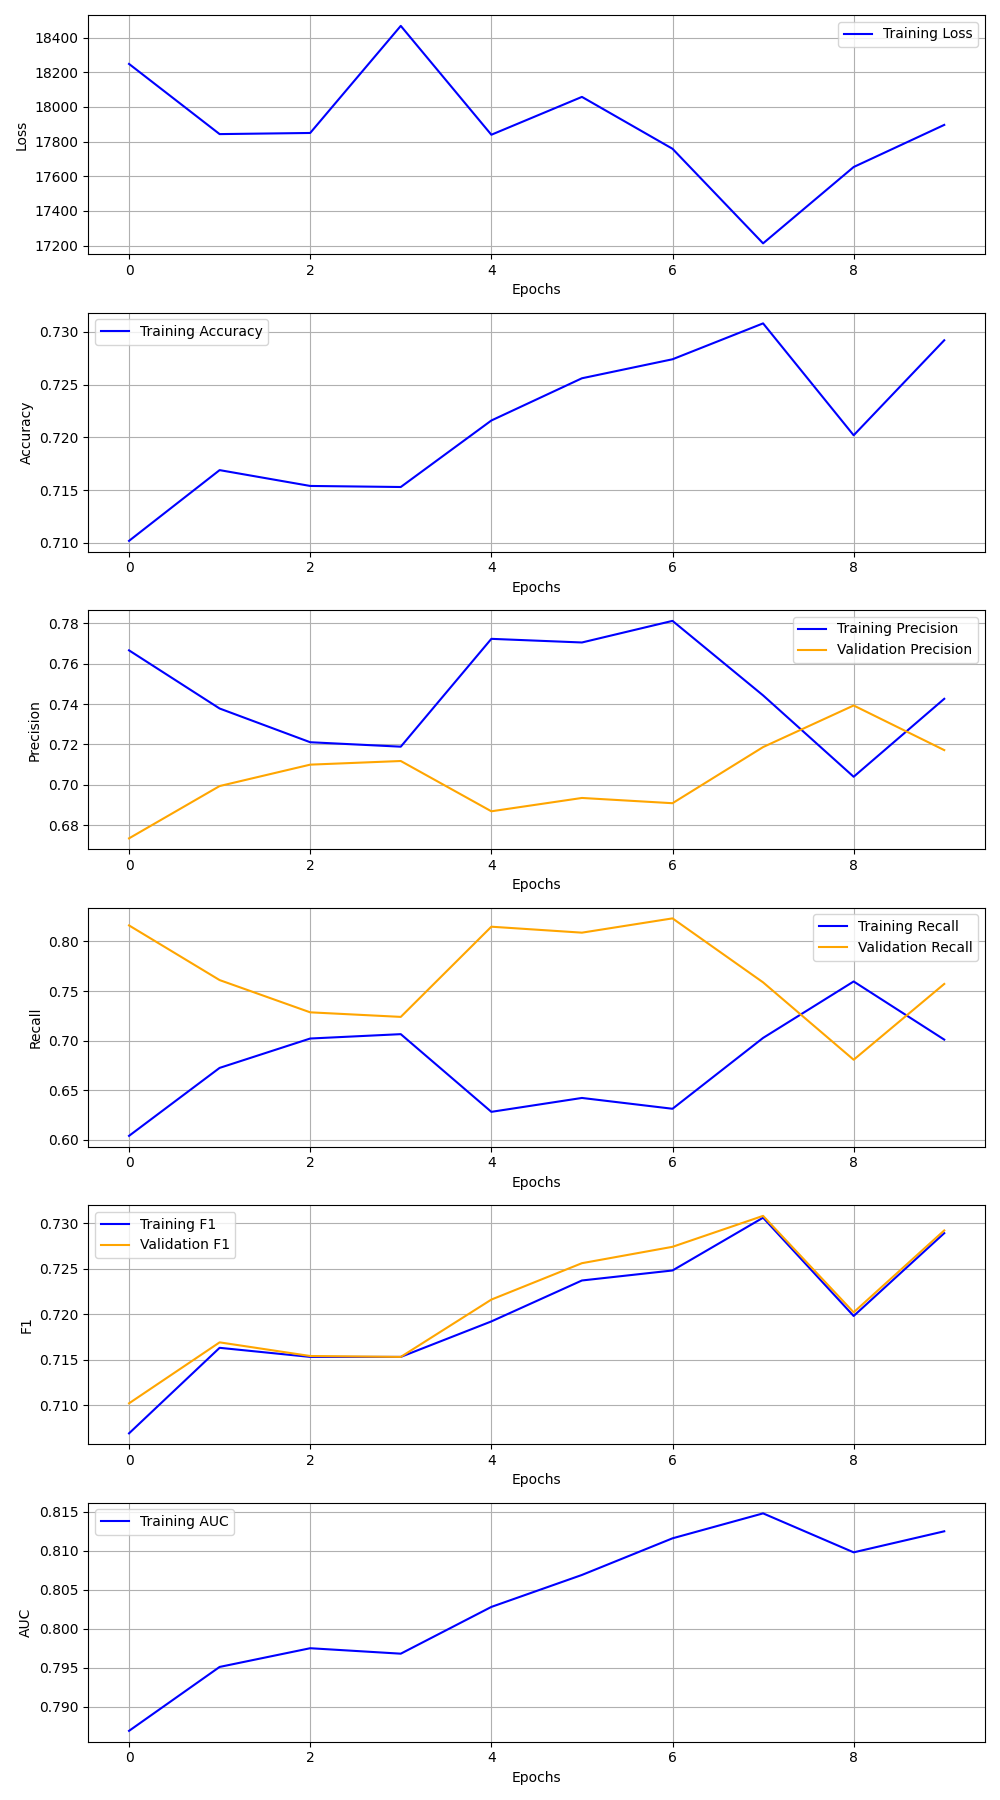 18400
18200
18000
17800
17600
17400
17200
Loss
Training Loss
0 2 4 6 8
Epochs
0.730
0.725
0.720
0.715
0.710
Accuracy
Training Accuracy
0 2 4 6 8
Epochs
0.78
0.76
0.74
0.72
0.70
0.68
Precision
Training Precision
Validation Precision
0 2 4 6 8
Epochs
0.80
0.75
0.70
0.65
0.60
Recall
Training Recall
Validation Recall
0 2 4 6 8
Epochs
0.730
0.725
0.720
0.715
0.710
F1
Training F1
Validation F1
0 2 4 6 8
Epochs
0.815
0.810
0.805
0.800
0.795
0.790
AUC
Training AUC
0 2 4 6 8
Epochs